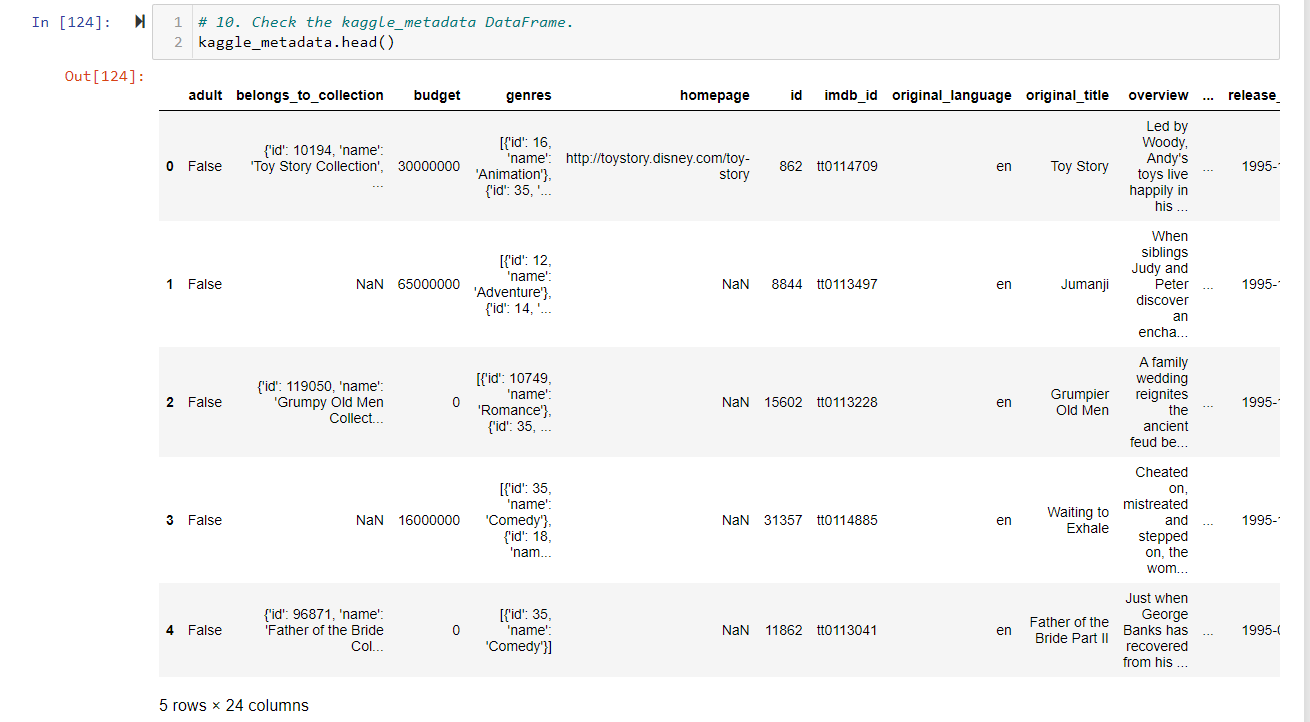 In [124]:
1 # 10. Check the kaggle_metadata DataFrame.
2 kaggle_metadata.head()
Out[124]:
adult belongs_to_collection budget genres homepage id imdb_id original_language original_title overview ... release_
0 False {'id': 10194, 'name': 'Toy Story Collection', ... 30000000 [{'id': 16, 'name': 'Animation'}, {'id': 35, '... http://toystory.disney.com/toy-story 862 tt0114709 en Toy Story Led by Woody, Andy's toys live happily in his ... ... 1995-
1 False NaN 65000000 [{'id': 12, 'name': 'Adventure'}, {'id': 14, '... NaN 8844 tt0113497 en Jumanji When siblings Judy and Peter discover an encha... ... 1995-
2 False {'id': 119050, 'name': 'Grumpy Old Men Collect... 0 [{'id': 10749, 'name': 'Romance'}, {'id': 35, ... NaN 15602 tt0113228 en Grumpier Old Men A family wedding reignites the ancient feud be... ... 1995-
3 False NaN 16000000 [{'id': 35, 'name': 'Comedy'}, {'id': 18, 'nam... NaN 31357 tt0114885 en Waiting to Exhale Cheated on, mistreated and stepped on, the wom... ... 1995-
4 False {'id': 96871, 'name': 'Father of the Bride Col... 0 [{'id': 35, 'name': 'Comedy'}] NaN 11862 tt0113041 en Father of the Bride Part II Just when George Banks has recovered from his ... ... 1995-
5 rows × 24 columns